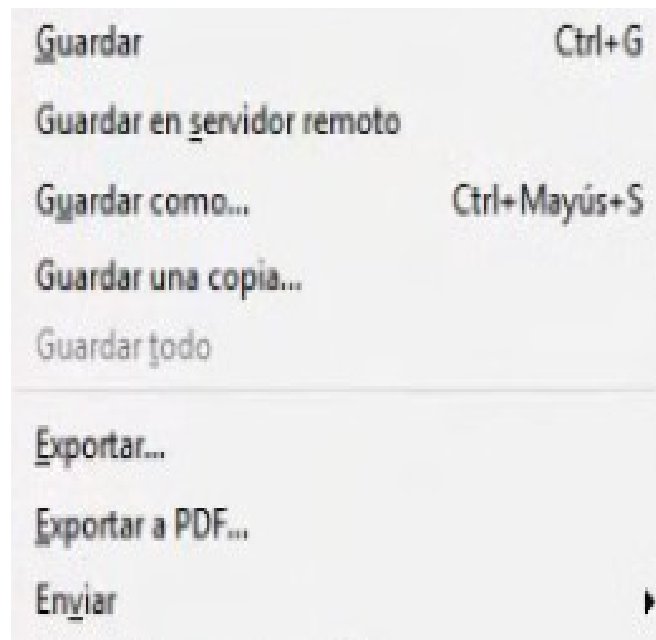 Guardar Ctrl+G
Guardar en servidor remoto
Guardar como... Ctrl+Mayús+S
Guardar una copia...
Guardar todo
Exportar...
Exportar a PDF...
Enviar